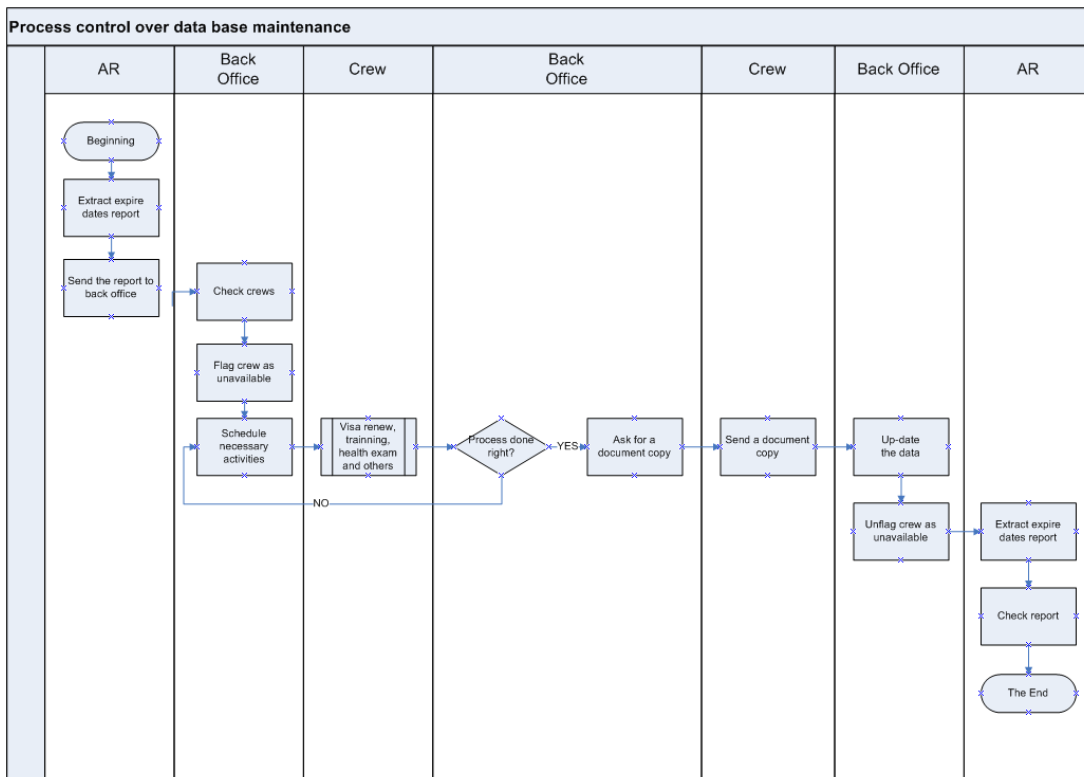 Process control over data base maintenance
AR
Back
Office
Crew
Back
Office
Crew
Back Office
AR
Beginning
Extract expire
dates report
Send the report to
back office
Check crews
Flag crew as
unavailable
Schedule
necessary
activities
Visa renew,
trainning,
health exam
and others
Process done
right?
YES
NO
Ask for a
document copy
Send a document
copy
Up-date
the data
Unflag crew as
unavailable
Extract expire
dates report
Check report
The End